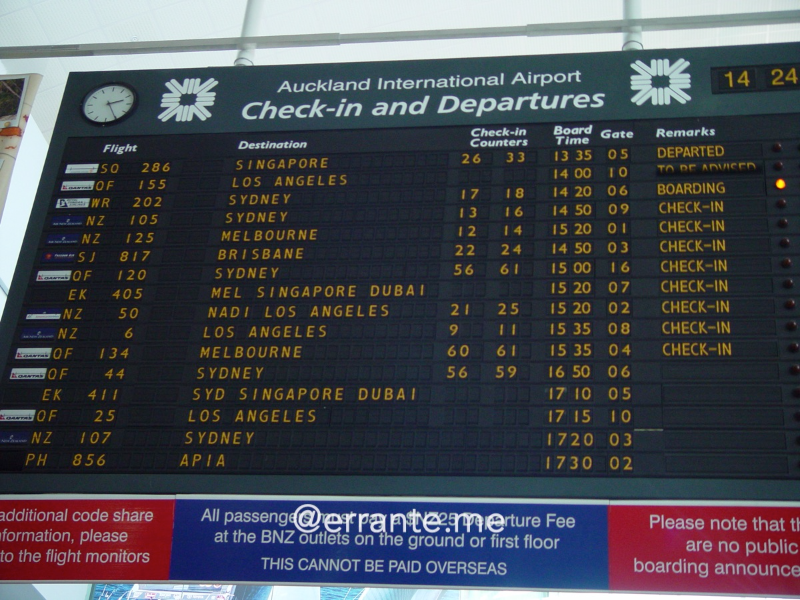 Auckland International Airport
Check-in and Departures
14 24
Flight Destination Check-in Counters Board Time Gate Remarks
SQ 286 SINGAPORE 26 33 13 35 05 DEPARTED
QF 155 LOS ANGELES 14 00 10 TO BE ADVISED
WR 202 SYDNEY 17 18 14 20 06 BOARDING
NZ 105 SYDNEY 13 16 14 50 09 CHECK-IN
NZ 125 MELBOURNE 12 14 15 20 01 CHECK-IN
SJ 817 BRISBANE 22 24 14 50 03 CHECK-IN
QF 120 SYDNEY 56 61 15 00 16 CHECK-IN
EK 405 MEL SINGAPORE DUBAI 15 20 07 CHECK-IN
NZ 50 NADI LOS ANGELES 21 25 15 20 02 CHECK-IN
NZ 6 LOS ANGELES 9 11 15 35 08 CHECK-IN
QF 134 MELBOURNE 60 61 15 35 04 CHECK-IN
QF 44 SYDNEY 56 59 16 50 06
EK 411 SYD SINGAPORE DUBAI 17 10 05
QF 25 LOS ANGELES 17 15 10
NZ 107 SYDNEY 1720 03
PH 856 APIA 1730 02
additional code share
information, please
to the flight monitors
All passengers must pay a $NZ25 Departure Fee
at the BNZ outlets on the ground or first floor
THIS CANNOT BE PAID OVERSEAS
@errante.me
Please note that th
are no public
boarding announce